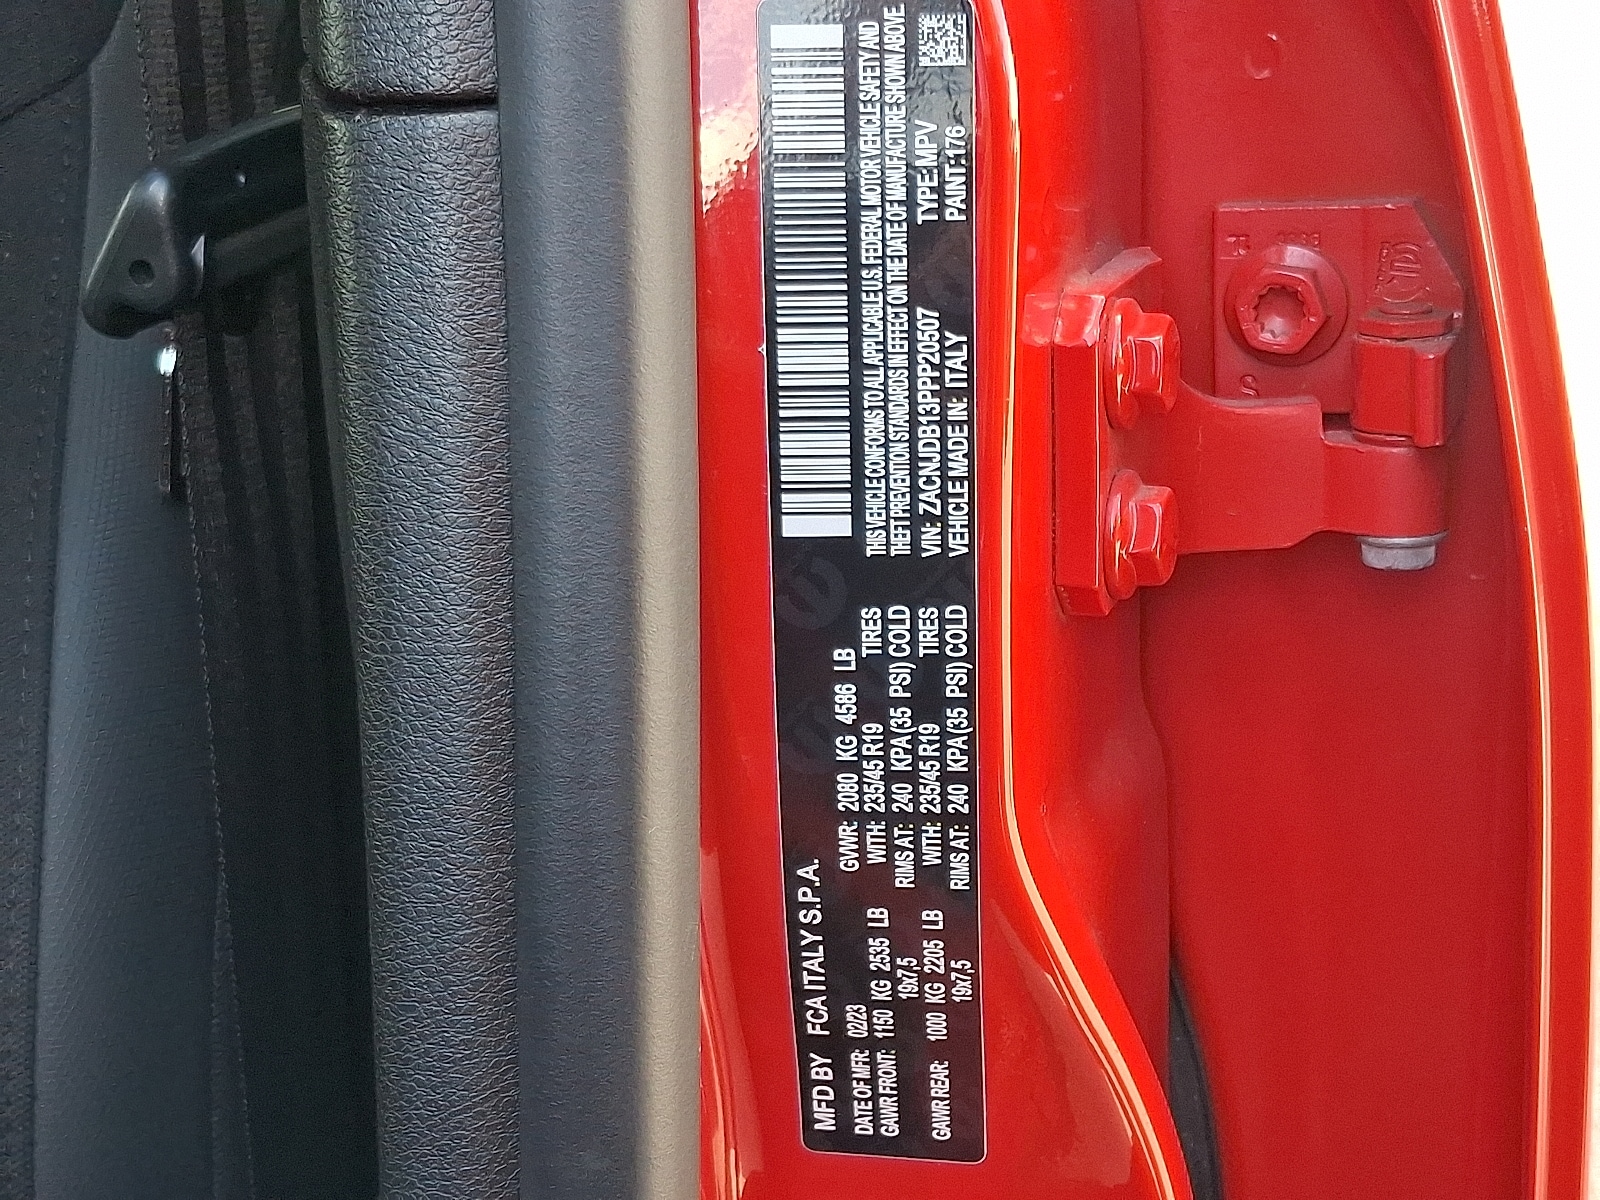 MFD BY FCA ITALY S.P.A.
DATE OF MFR: 02/23 GVWR: 2080 KG 4586 LB
GAWR FRONT: 1150 KG 2535 LB WITH: 235/45 R19 TIRES
19x7,5 RIMS AT: 240 KPA(35 PSI) COLD
GAWR REAR: 1000 KG 2205 LB WITH: 235/45 R19 TIRES
19x7,5 RIMS AT: 240 KPA(35 PSI) COLD
THIS VEHICLE CONFORMS TO ALL APPLICABLE U.S. FEDERAL MOTOR VEHICLE SAFETY AND
THEFT PREVENTION STANDARDS IN EFFECT ON THE DATE OF MANUFACTURE SHOWN ABOVE
VIN: ZACNJDB13PPP20507 TYPE: MPV
VEHICLE MADE IN: ITALY PAINT: 176